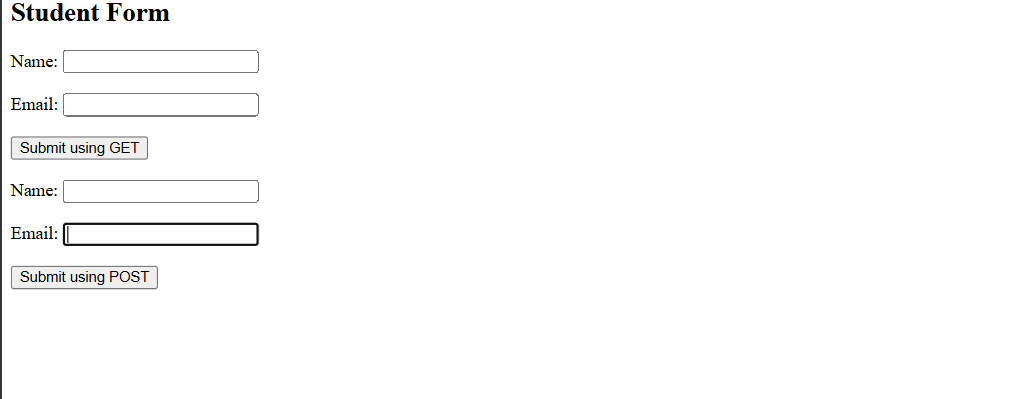 Student Form
Name:
Email:
Submit using GET
Name:
Email:
Submit using POST